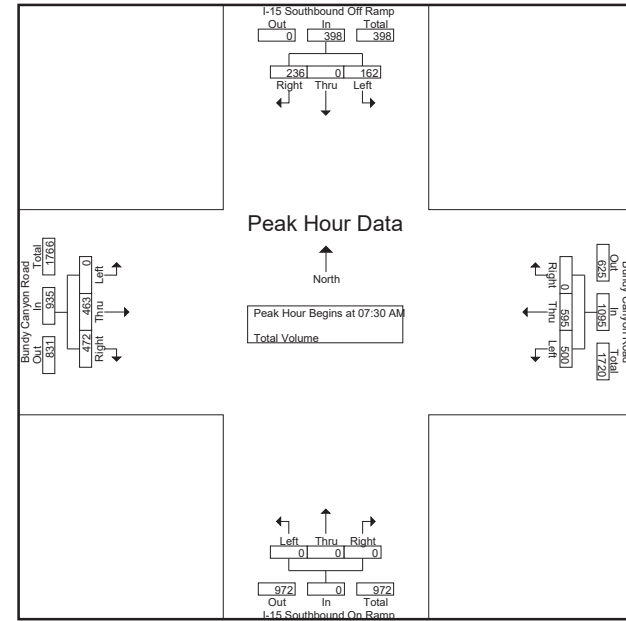 I-15 Southbound Off Ramp
Out In Total
0 398 398
236 0 162
Right Thru Left
Peak Hour Data
North
Peak Hour Begins at 07:30 AM
Total Volume
Bundy Canyon Road
Total In Out
1766 935 831
0 463 472
Left Thru Right
Bundy Canyon Road
Out In Total
625 1095 1720
0 595 500
Right Thru Left
Left Thru Right
0 0 0
972 0 972
Out In Total
I-15 Southbound On Ramp